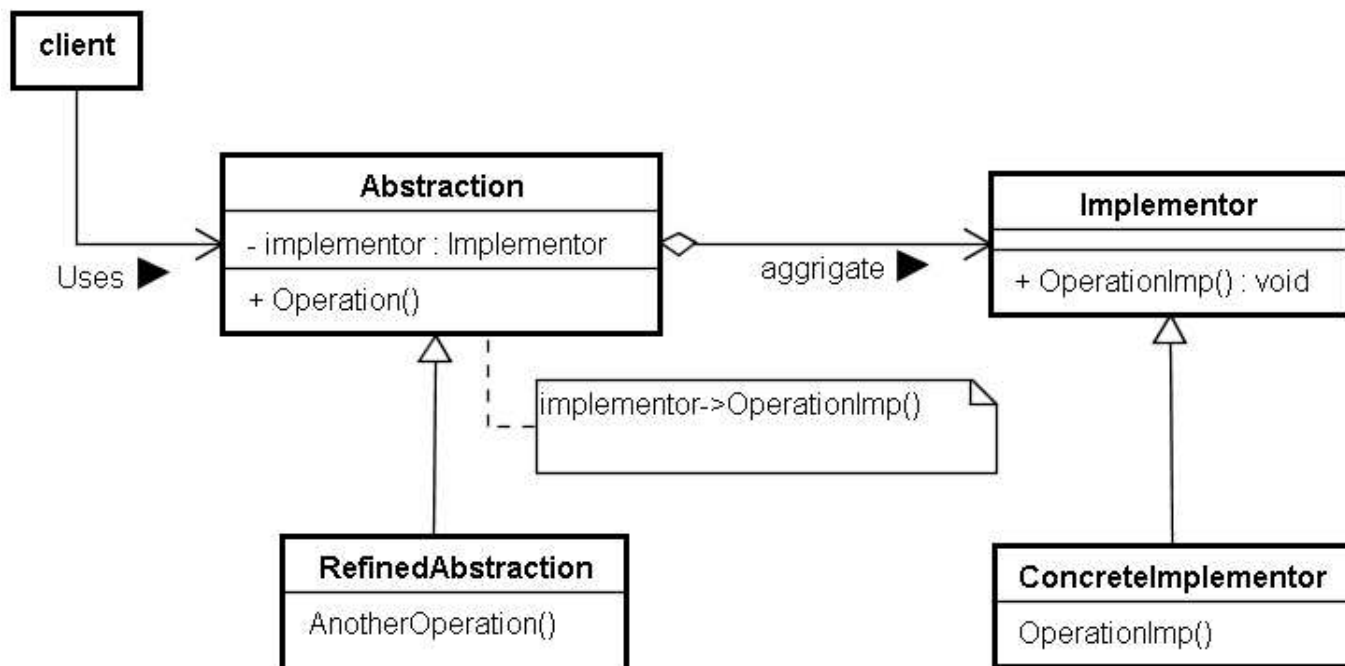 client
Abstraction
- implementor : Implementor
+ Operation()
Uses
aggrigate
Implementor
+ OperationImp() : void
implementor->OperationImp()
RefinedAbstraction
AnotherOperation()
ConcreteImplementor
OperationImp()